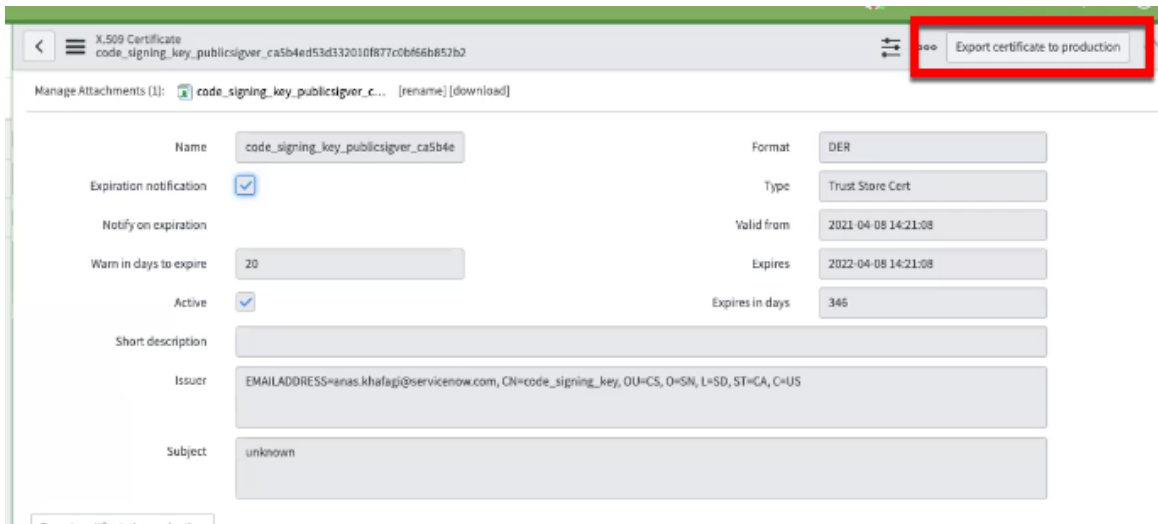 X.509 Certificate
code_signing_key_publicsigver_ca5b4ed53d332010f877c0bf66b852b2
Export certificate to production
Manage Attachments (1): code_signing_key_publicsigver_c... [rename] [download]
Name code_signing_key_publicsigver_ca5b4e Format DER
Expiration notification Type Trust Store Cert
Notify on expiration Valid from 2021-04-08 14:21:08
Warn in days to expire 20 Expires 2022-04-08 14:21:08
Active Expires in days 346
Short description
Issuer EMAILADDRESS=anas.khafagi@servicenow.com, CN=code_signing_key, OU=CS, O=SN, L=SD, ST=CA, C=US
Subject unknown